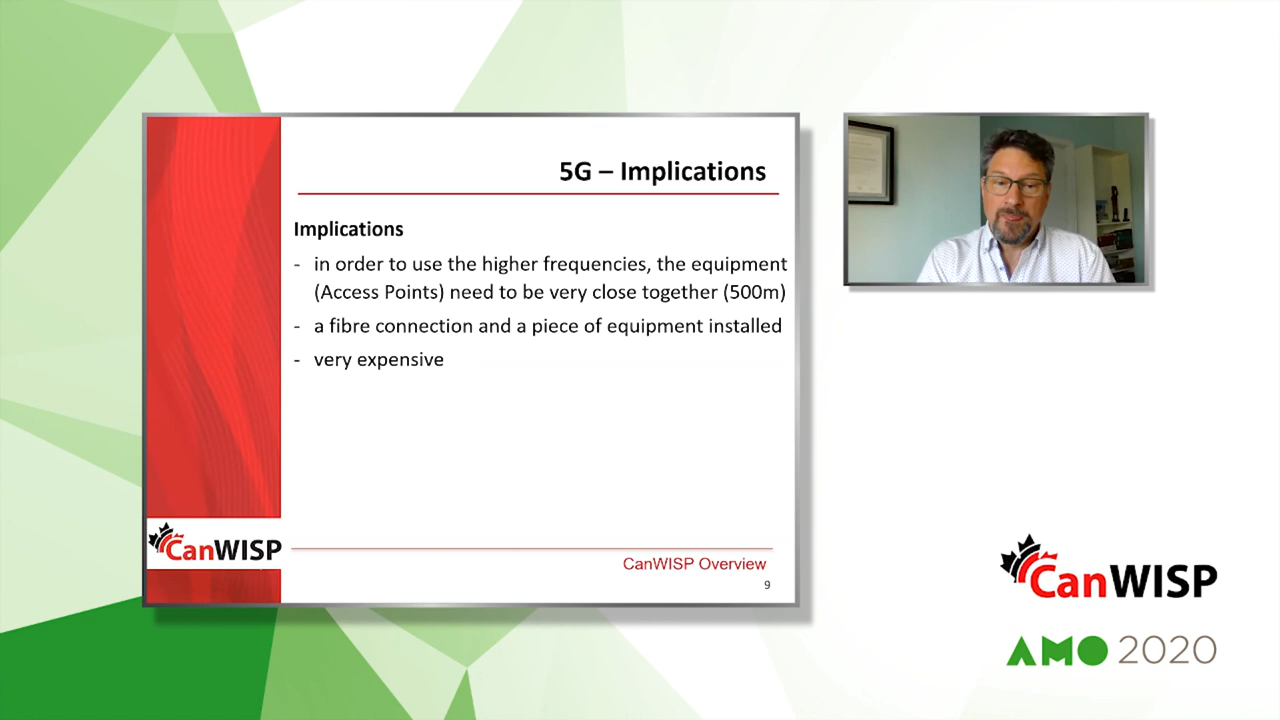 5G – Implications
Implications
- in order to use the higher frequencies, the equipment
(Access Points) need to be very close together (500m)
- a fibre connection and a piece of equipment installed
- very expensive
CanWISP
CanWISP Overview
9
CanWISP
AMO 2020